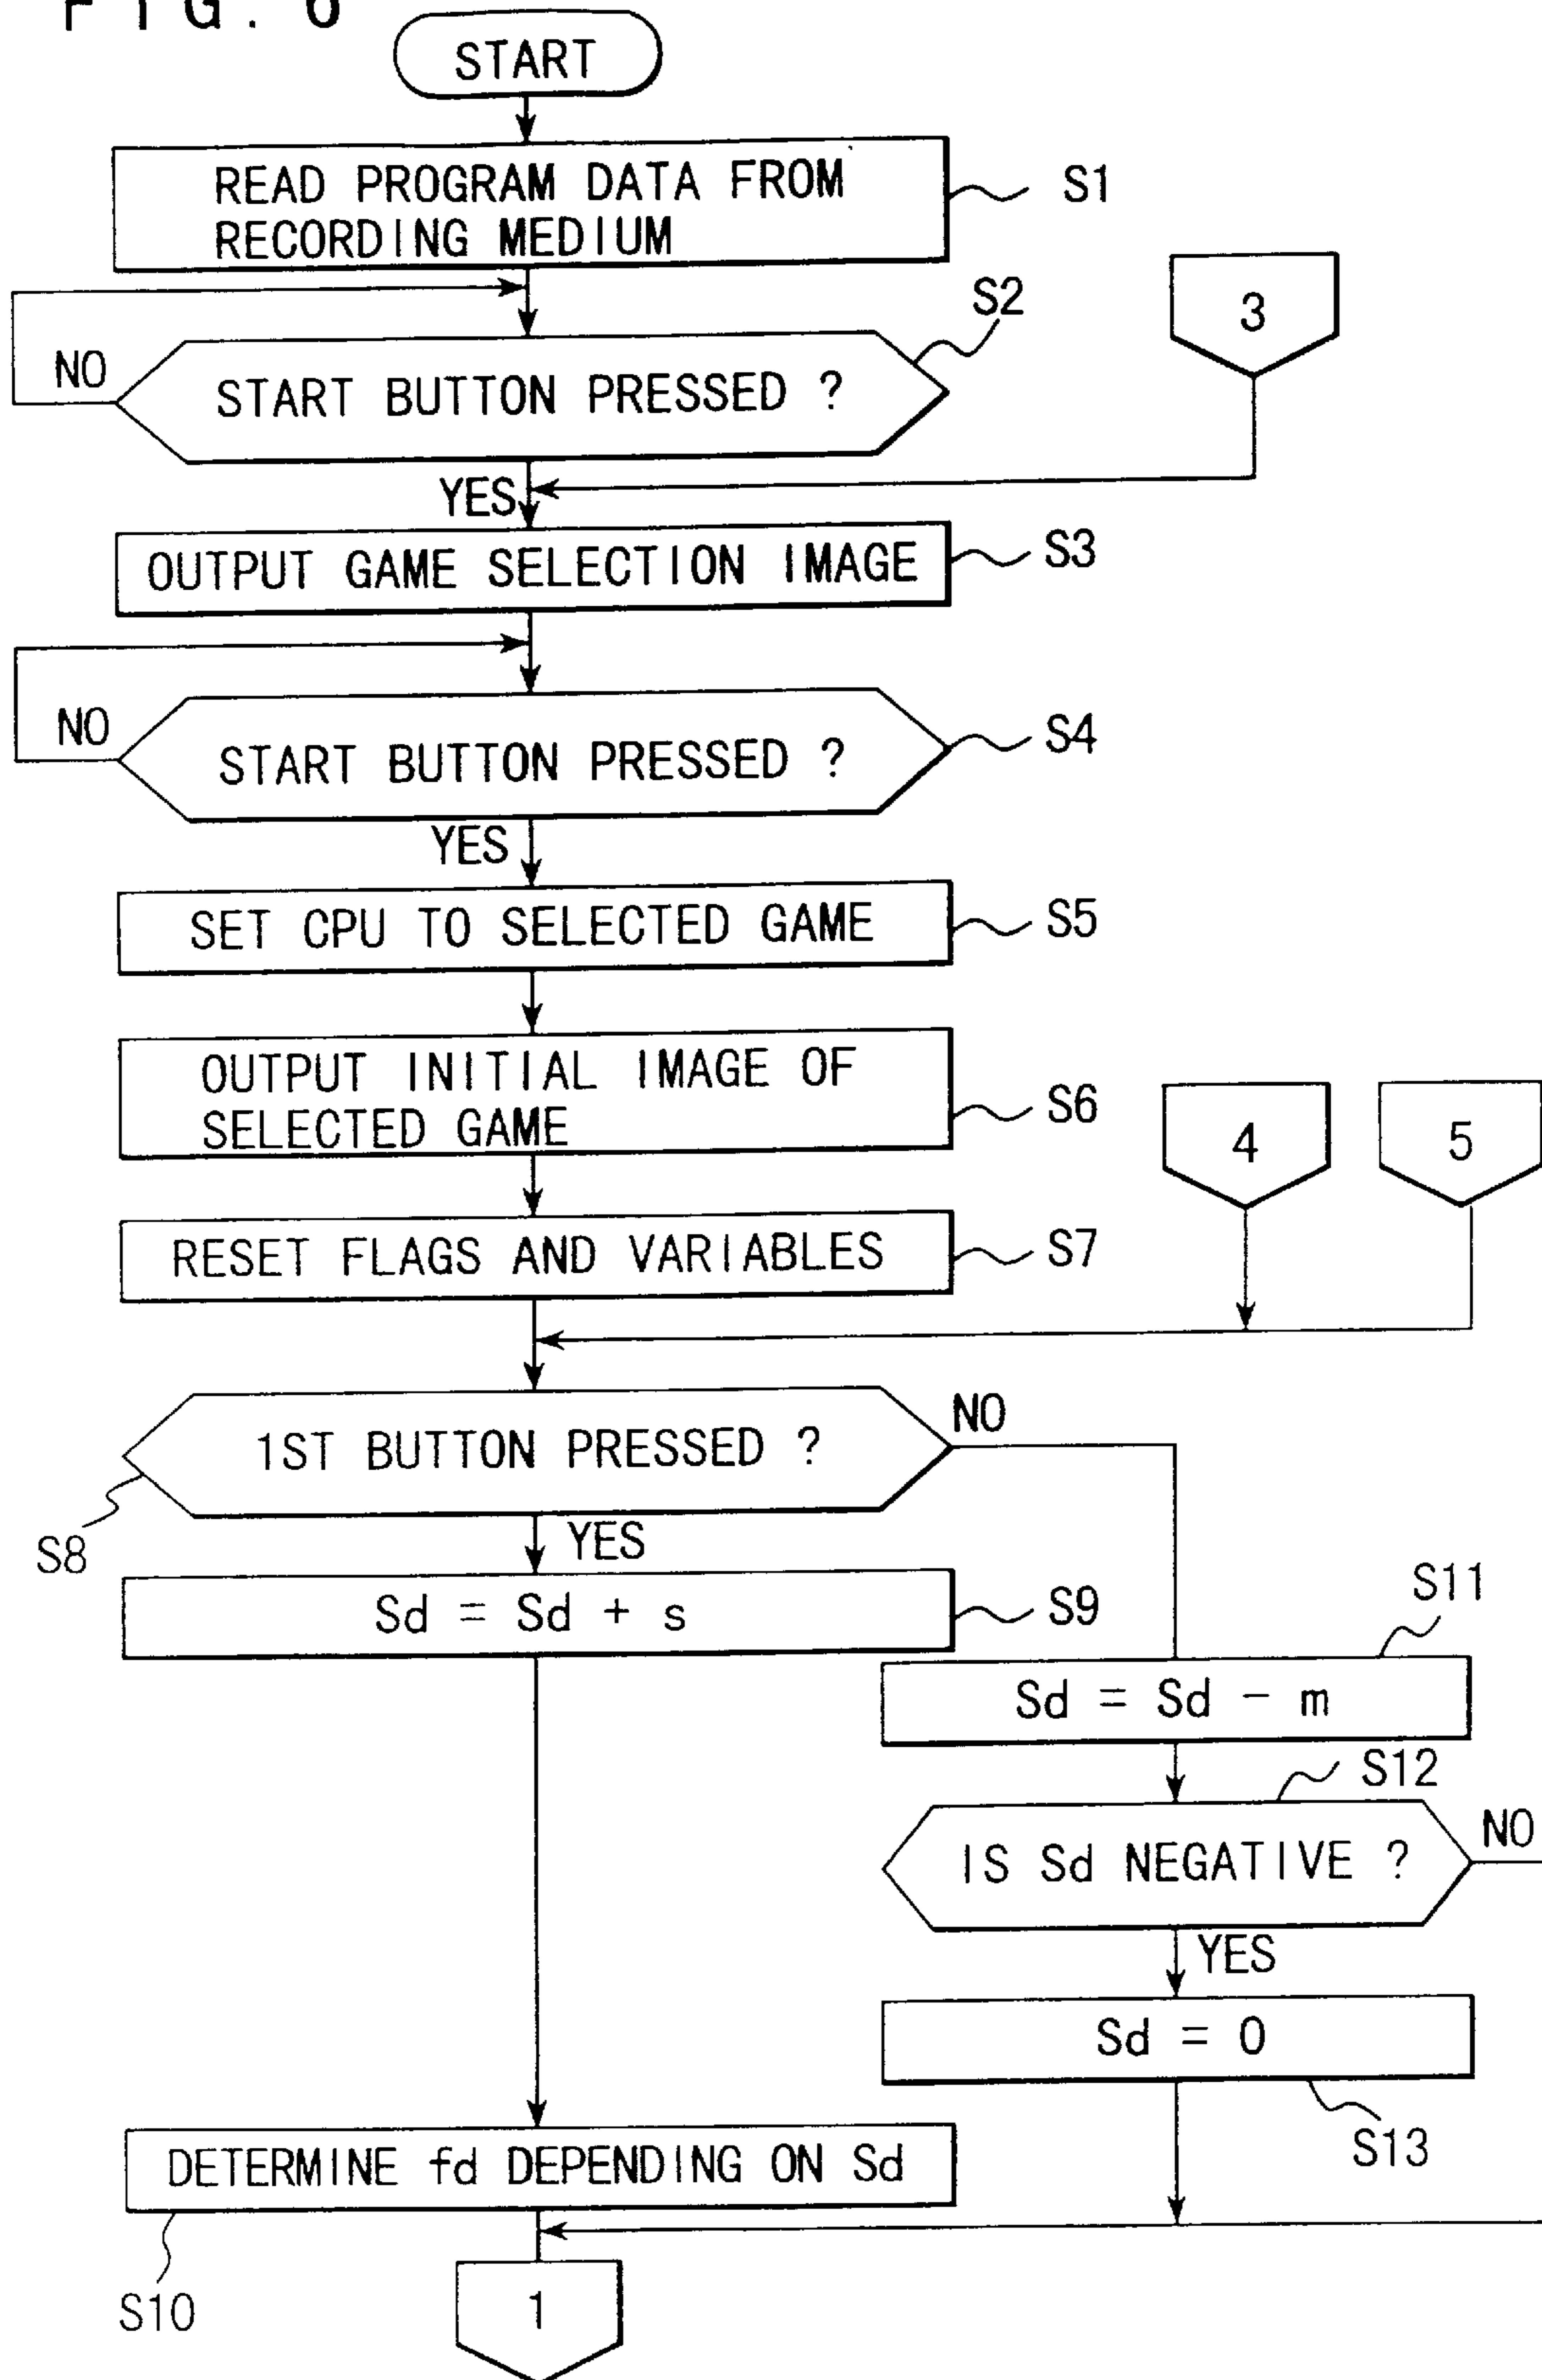 FIG. 6
START
READ PROGRAM DATA FROM
RECORDING MEDIUM
S1
3
S2
NO
START BUTTON PRESSED ?
YES
OUTPUT GAME SELECTION IMAGE
S3
NO
START BUTTON PRESSED ?
S4
YES
SET CPU TO SELECTED GAME
S5
OUTPUT INITIAL IMAGE OF
SELECTED GAME
S6
4
5
RESET FLAGS AND VARIABLES
S7
1ST BUTTON PRESSED ?
NO
S8
YES
Sd = Sd + s
S9
S11
Sd = Sd - m
S12
IS Sd NEGATIVE ?
NO
YES
Sd = 0
S13
DETERMINE fd DEPENDING ON Sd
S10
1